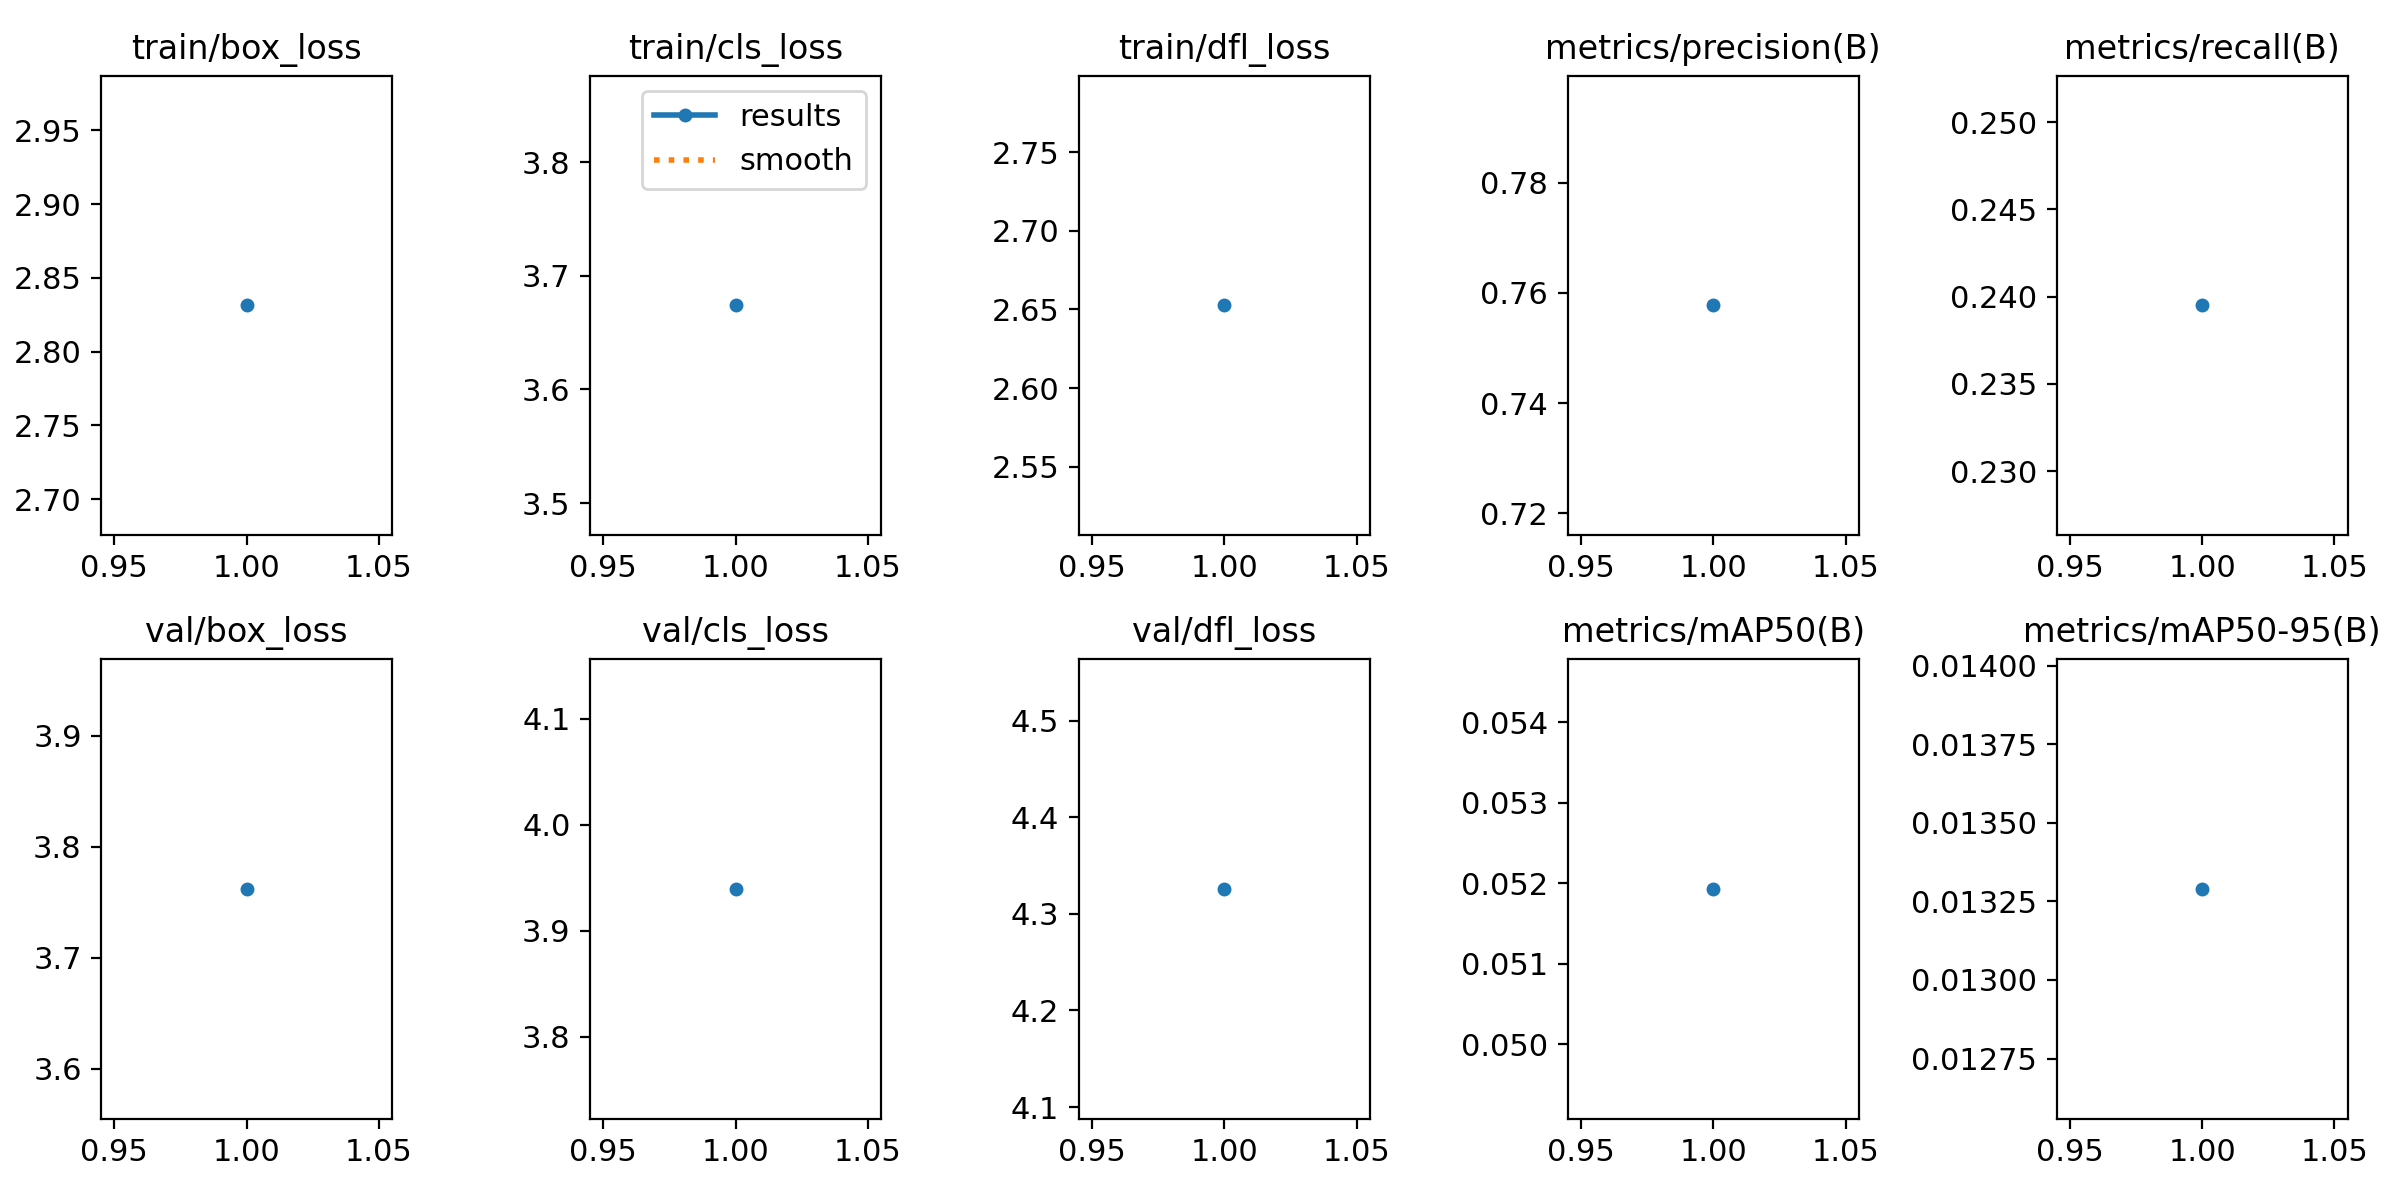 train/box_loss
2.95
2.90
2.85
2.80
2.75
2.70
0.95 1.00 1.05
train/cls_loss
results
smooth
3.8
3.7
3.6
3.5
0.95 1.00 1.05
train/dfl_loss
2.75
2.70
2.65
2.60
2.55
0.95 1.00 1.05
metrics/precision(B)
0.78
0.76
0.74
0.72
0.95 1.00 1.05
metrics/recall(B)
0.250
0.245
0.240
0.235
0.230
0.95 1.00 1.05
val/box_loss
3.9
3.8
3.7
3.6
0.95 1.00 1.05
val/cls_loss
4.1
4.0
3.9
3.8
0.95 1.00 1.05
val/dfl_loss
4.5
4.4
4.3
4.2
4.1
0.95 1.00 1.05
metrics/mAP50(B)
0.054
0.053
0.052
0.051
0.050
0.95 1.00 1.05
metrics/mAP50-95(B)
0.01400
0.01375
0.01350
0.01325
0.01300
0.01275
0.95 1.00 1.05